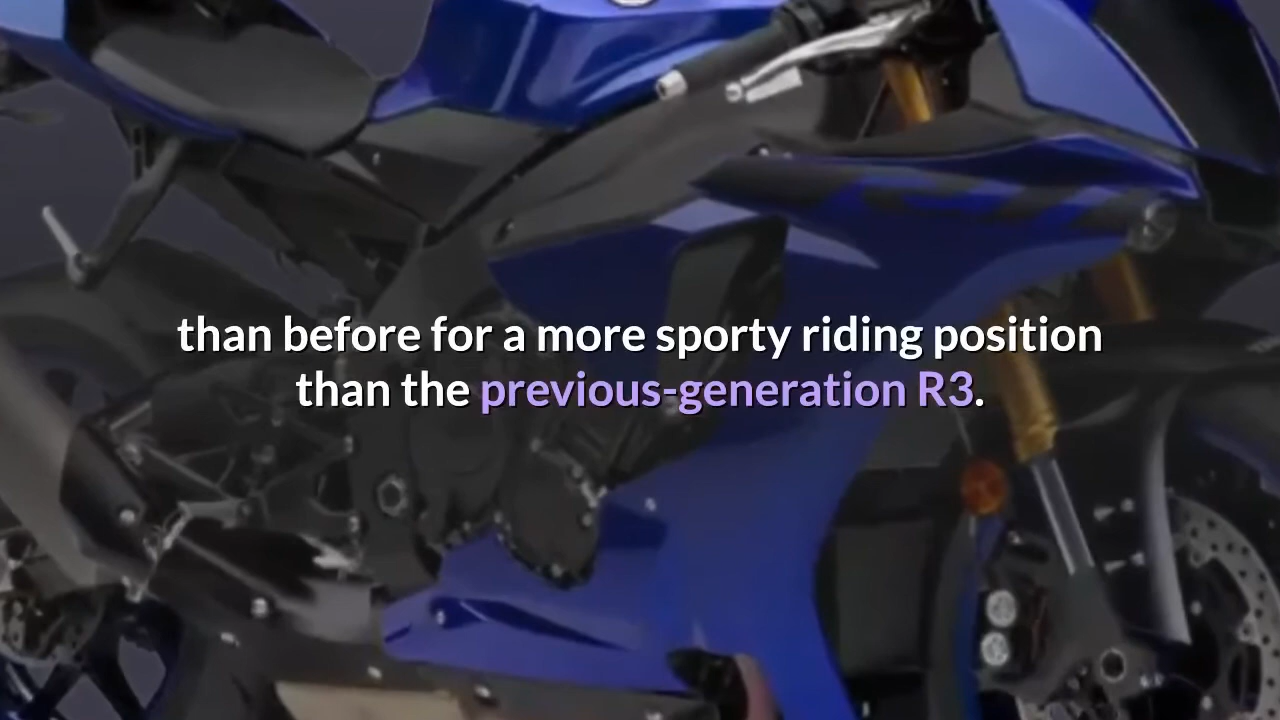 than before for a more sporty riding position
than the previous-generation R3.